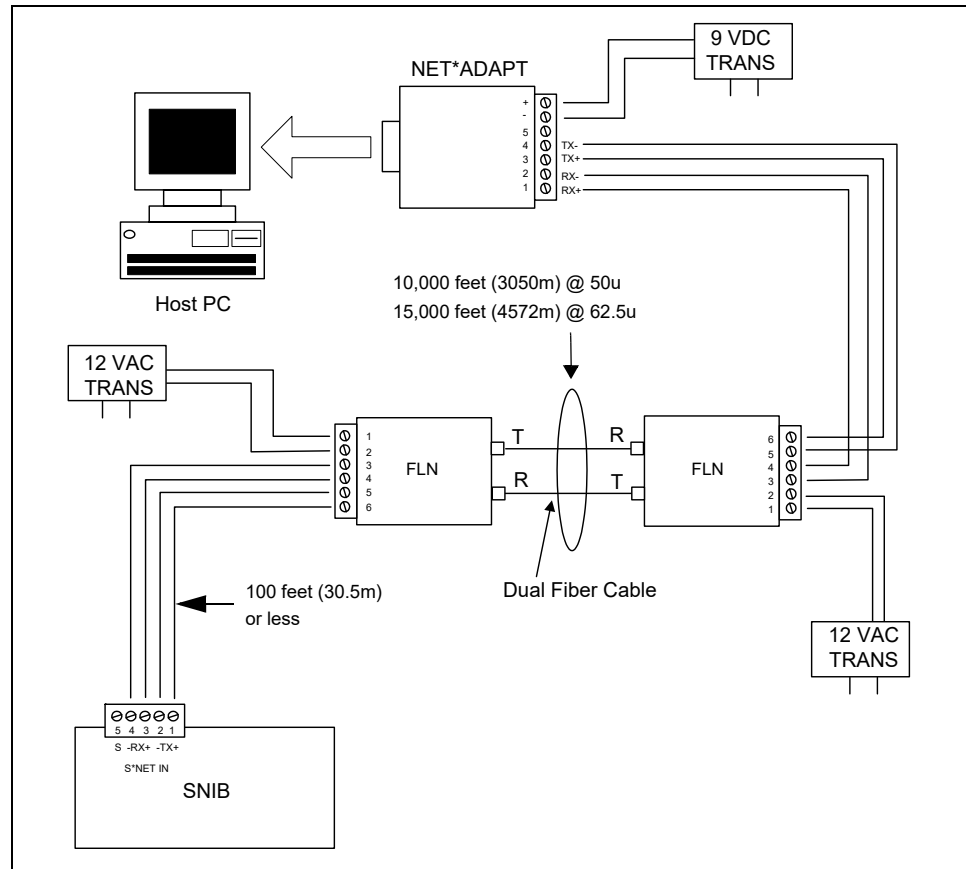 9 VDC
TRANS
NET*ADAPT
+
-
5
4 TX-
3 TX+
2 RX-
1 RX+
Host PC
10,000 feet (3050m) @ 50u
15,000 feet (4572m) @ 62.5u
12 VAC
TRANS
1
2
3
4
5
6
FLN
T
R
R
T
FLN
6
5
4
3
2
1
Dual Fiber Cable
100 feet (30.5m)
or less
12 VAC
TRANS
5 4 3 2 1
S -RX+ -TX+
S*NET IN
SNIB